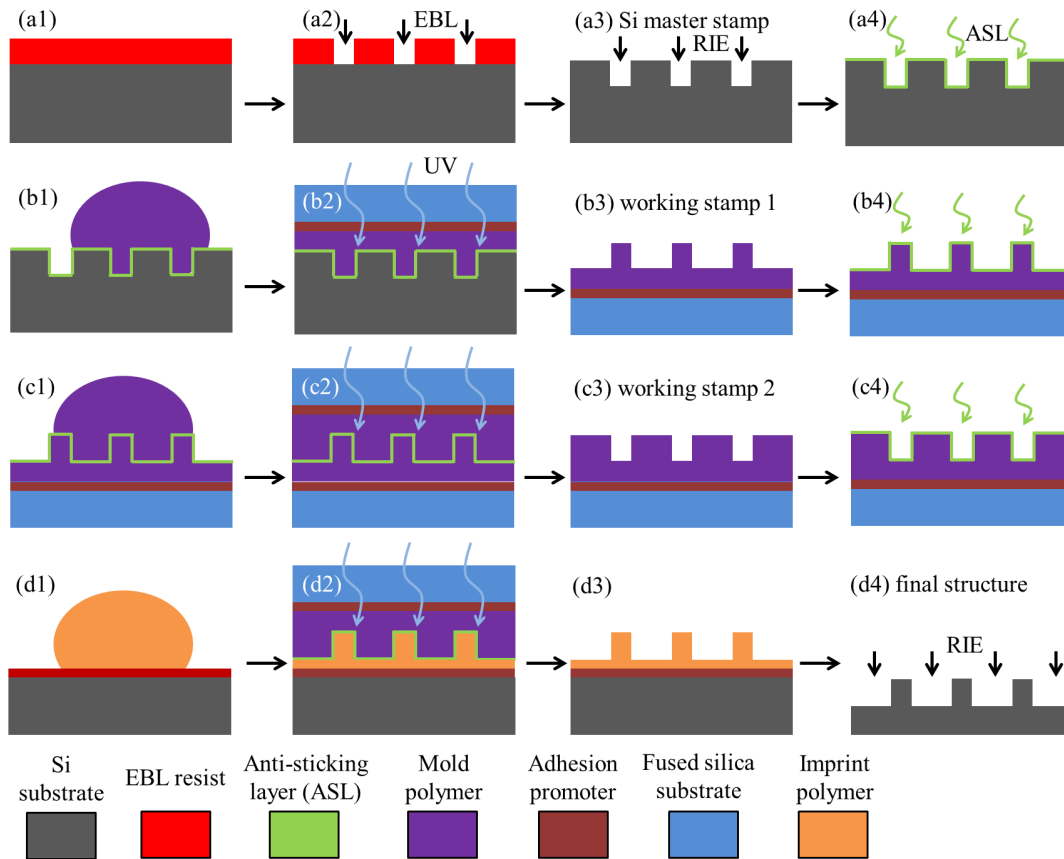 (a1)
(a2)
EBL
(a3) Si master stamp
RIE
(a4)
ASL
(b1)
UV
(b2)
(b3) working stamp 1
(b4)
(c1)
(c2)
(c3) working stamp 2
(c4)
(d1)
(d2)
(d3)
(d4) final structure
RIE
Si
substrate
EBL resist
Anti-sticking
layer (ASL)
Mold
polymer
Adhesion
promoter
Fused silica
substrate
Imprint
polymer